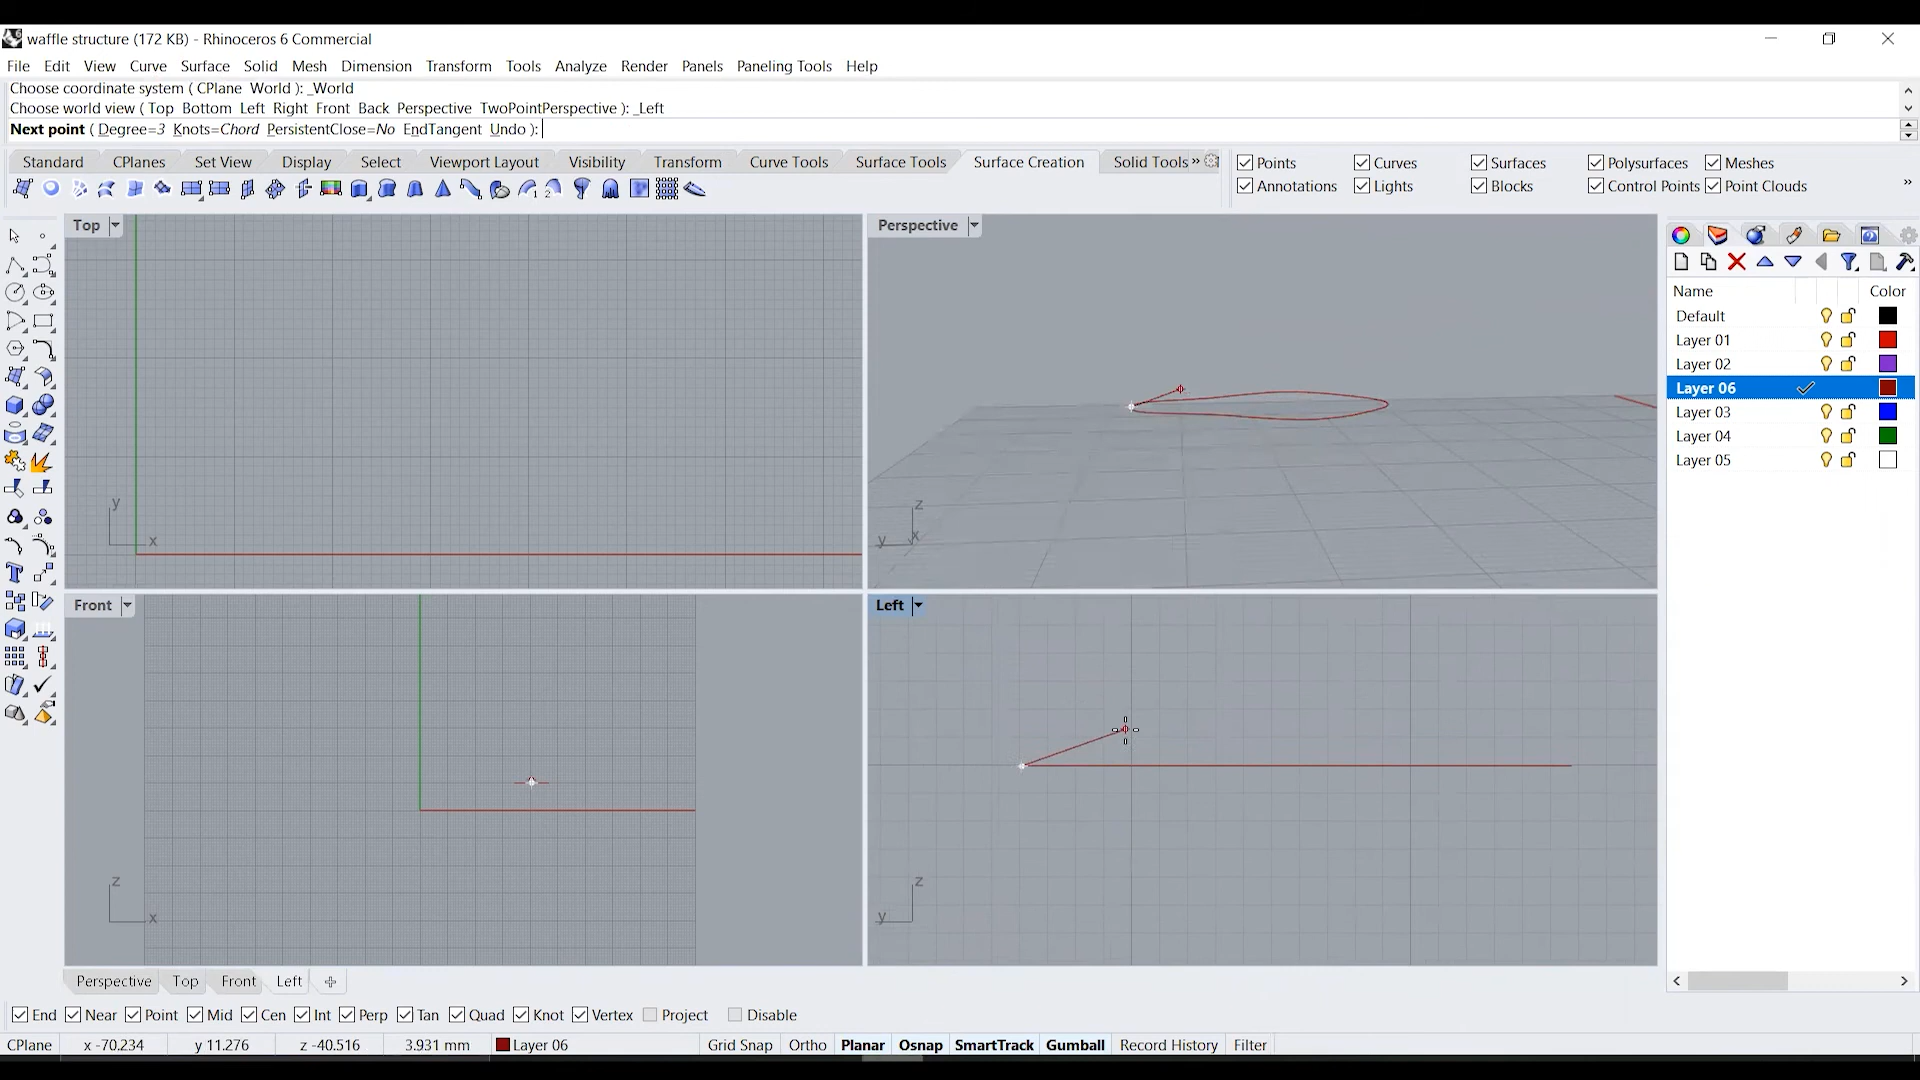 waffle structure (172 KB) - Rhinoceros 6 Commercial
File Edit View Curve Surface Solid Mesh Dimension Transform Tools Analyze Render Panels Paneling Tools Help
Choose coordinate system ( CPlane World ): _World
Choose world view ( Top Bottom Left Right Front Back Perspective TwoPointPerspective ): _Left
Next point ( Degree=3 Knots=Chord PersistentClose=No EndTangent Undo ):
Standard CPlanes Set View Display Select Viewport Layout Visibility Transform Curve Tools Surface Tools Surface Creation Solid Tools »
Points Curves Surfaces Polysurfaces Meshes
Annotations Lights Blocks Control Points Point Clouds »
Top
Perspective
Name Color
Default
Layer 01
Layer 02
Layer 06
Layer 03
Layer 04
Layer 05
y
x
z
y x
Front
Left
z
x
z
y
Perspective Top Front Left
End Near Point Mid Cen Int Perp Tan Quad Knot Vertex Project Disable
CPlane x -70.234 y 11.276 z -40.516 3.931 mm Layer 06 Grid Snap Ortho Planar Osnap SmartTrack Gumball Record History Filter